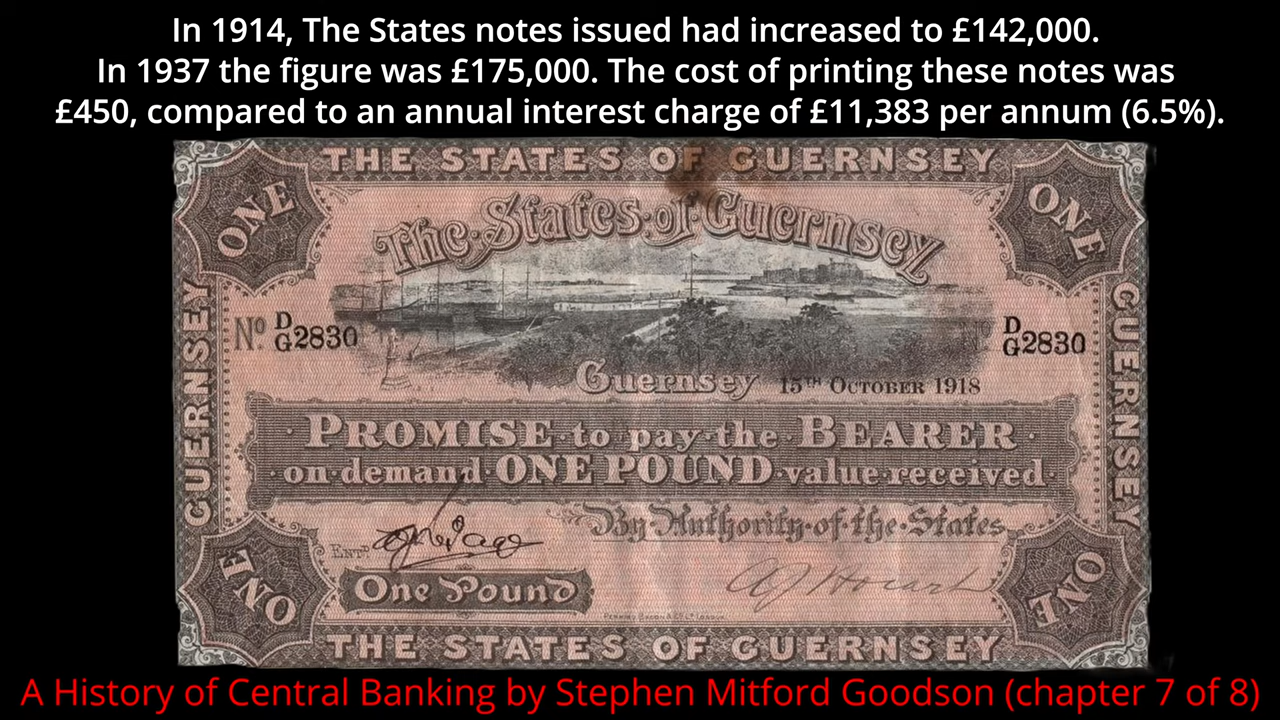 In 1914, The States notes issued had increased to £142,000.
In 1937 the figure was £175,000. The cost of printing these notes was
£450, compared to an annual interest charge of £11,383 per annum (6.5%).
THE STATES OF GUERNSEY
ONE
ONE
The States of Guernsey
GUERNSEY
GUERNSEY
Nº D/G2830
Nº D/G2830
Guernsey 15TH OCTOBER 1918
PROMISE to pay the BEARER
on demand ONE POUND value received
By Authority of the States
ENTD
One Pound
ONE
ONE
THE STATES OF GUERNSEY
A History of Central Banking by Stephen Mitford Goodson (chapter 7 of 8)